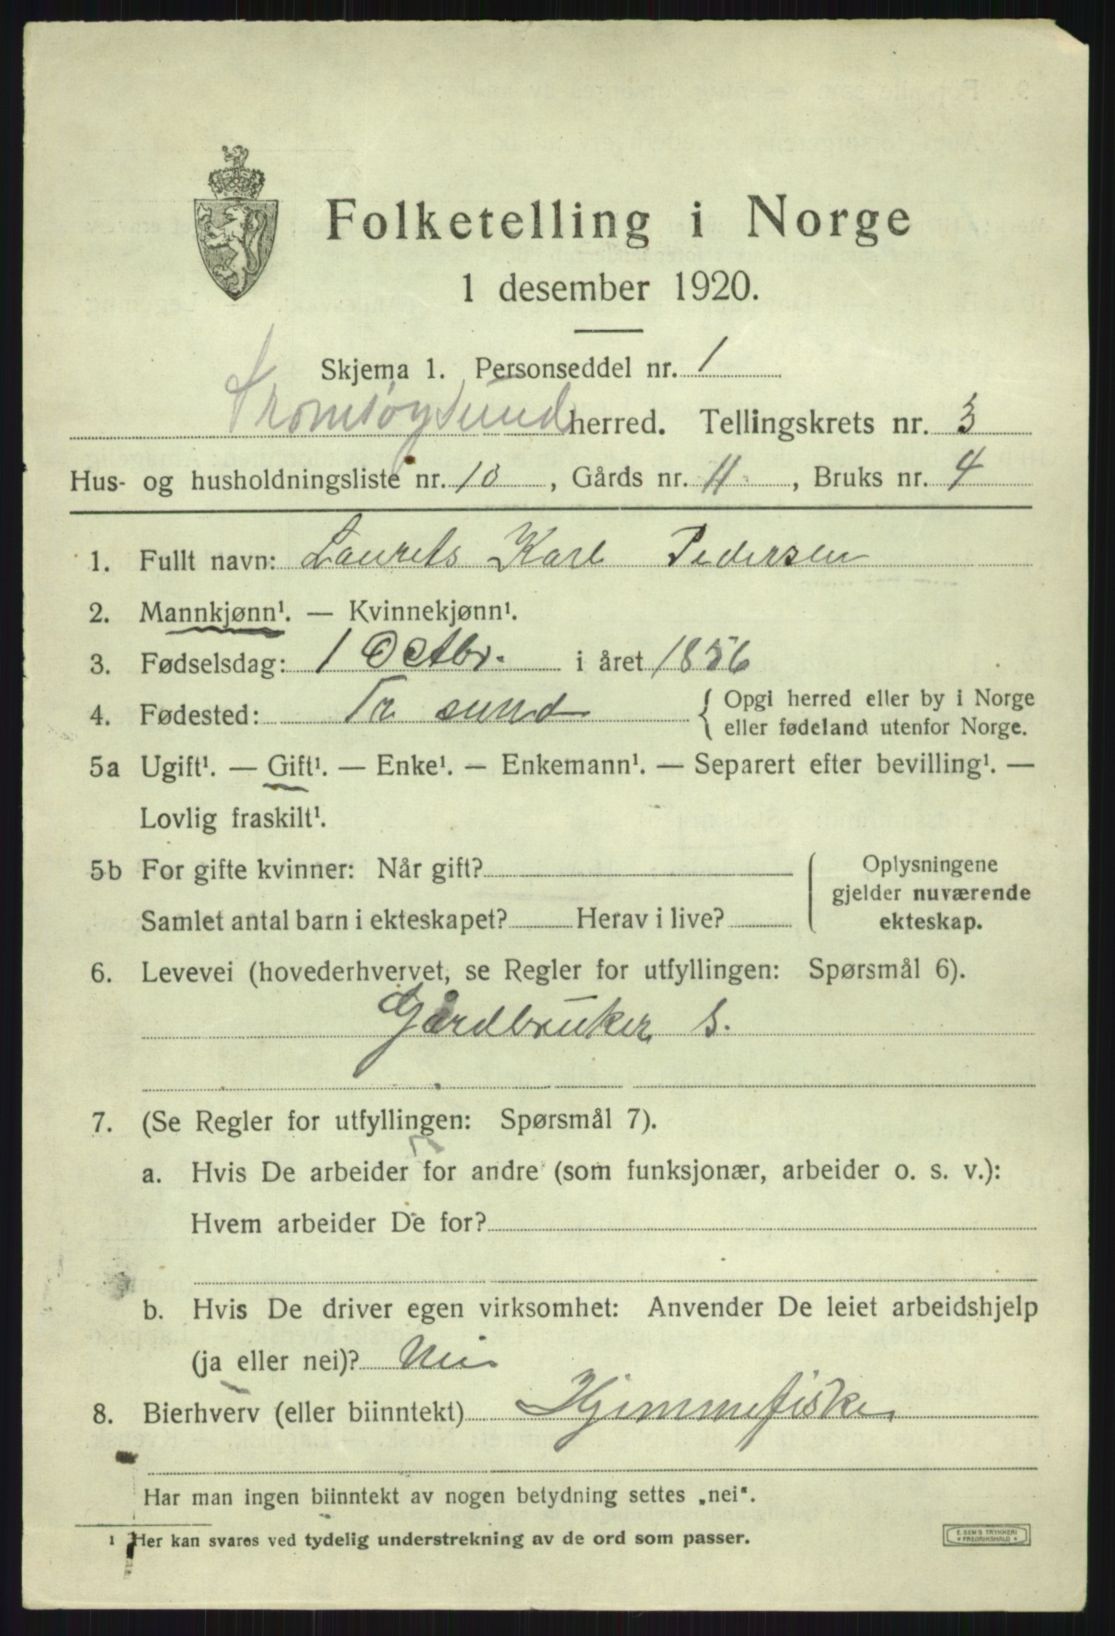 Folketelling i Norge
1 desember 1920.
Skjema 1. Personseddel nr. 1
Tromsøysund herred. Tellingskrets nr. 3
Hus- og husholdningsliste nr. 10, Gårds nr. 11, Bruks nr. 4
1. Fullt navn: Laurets Karl Pedersen
2. Mannkjønn¹. — Kvinnekjønn¹.
3. Fødselsdag: 1 Octbr. i året 1856
4. Fødested: Tr sund { Opgi herred eller by i Norge
eller fødeland utenfor Norge.
5a Ugift¹. — Gift¹. — Enke¹. — Enkemann¹. — Separert efter bevilling¹. —
Lovlig fraskilt¹.
5b For gifte kvinner: Når gift?
Samlet antal barn i ekteskapet? Herav i live?
Oplysningene
gjelder nuværende
ekteskap.
6. Levevei (hovederhvervet, se Regler for utfyllingen: Spørsmål 6).
Gårdbruker S.
7. (Se Regler for utfyllingen: Spørsmål 7).
a. Hvis De arbeider for andre (som funksjonær, arbeider o. s. v.):
Hvem arbeider De for?
b. Hvis De driver egen virksomhet: Anvender De leiet arbeidshjelp
(ja eller nei)? Nei
8. Bierhverv (eller biinntekt) Hjemmefiske
Har man ingen biinntekt av nogen betydning settes „nei".
¹ Her kan svares ved tydelig understrekning av de ord som passer.
E. SEM'S TRYKKERI
FREDRIKSHALD